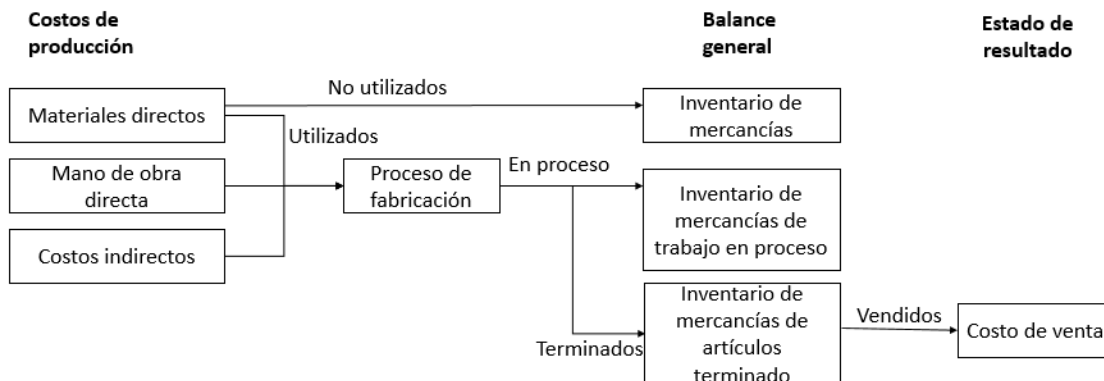 Costos de
producción
Balance
general
Estado de
resultado
Materiales directos
No utilizados
Inventario de
mercancías
Utilizados
Mano de obra
directa
Proceso de
fabricación
En proceso
Inventario de
mercancías de
trabajo en proceso
Costos indirectos
Terminados
Inventario de
mercancías de
artículos
terminado
Vendidos
Costo de venta